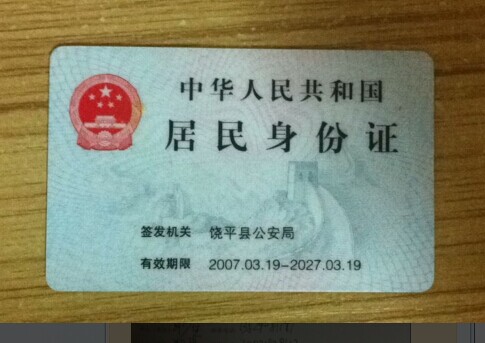 中华人民共和国
居民身份证
签发机关 饶平县公安局
有效期限 2007.03.19-2027.03.19